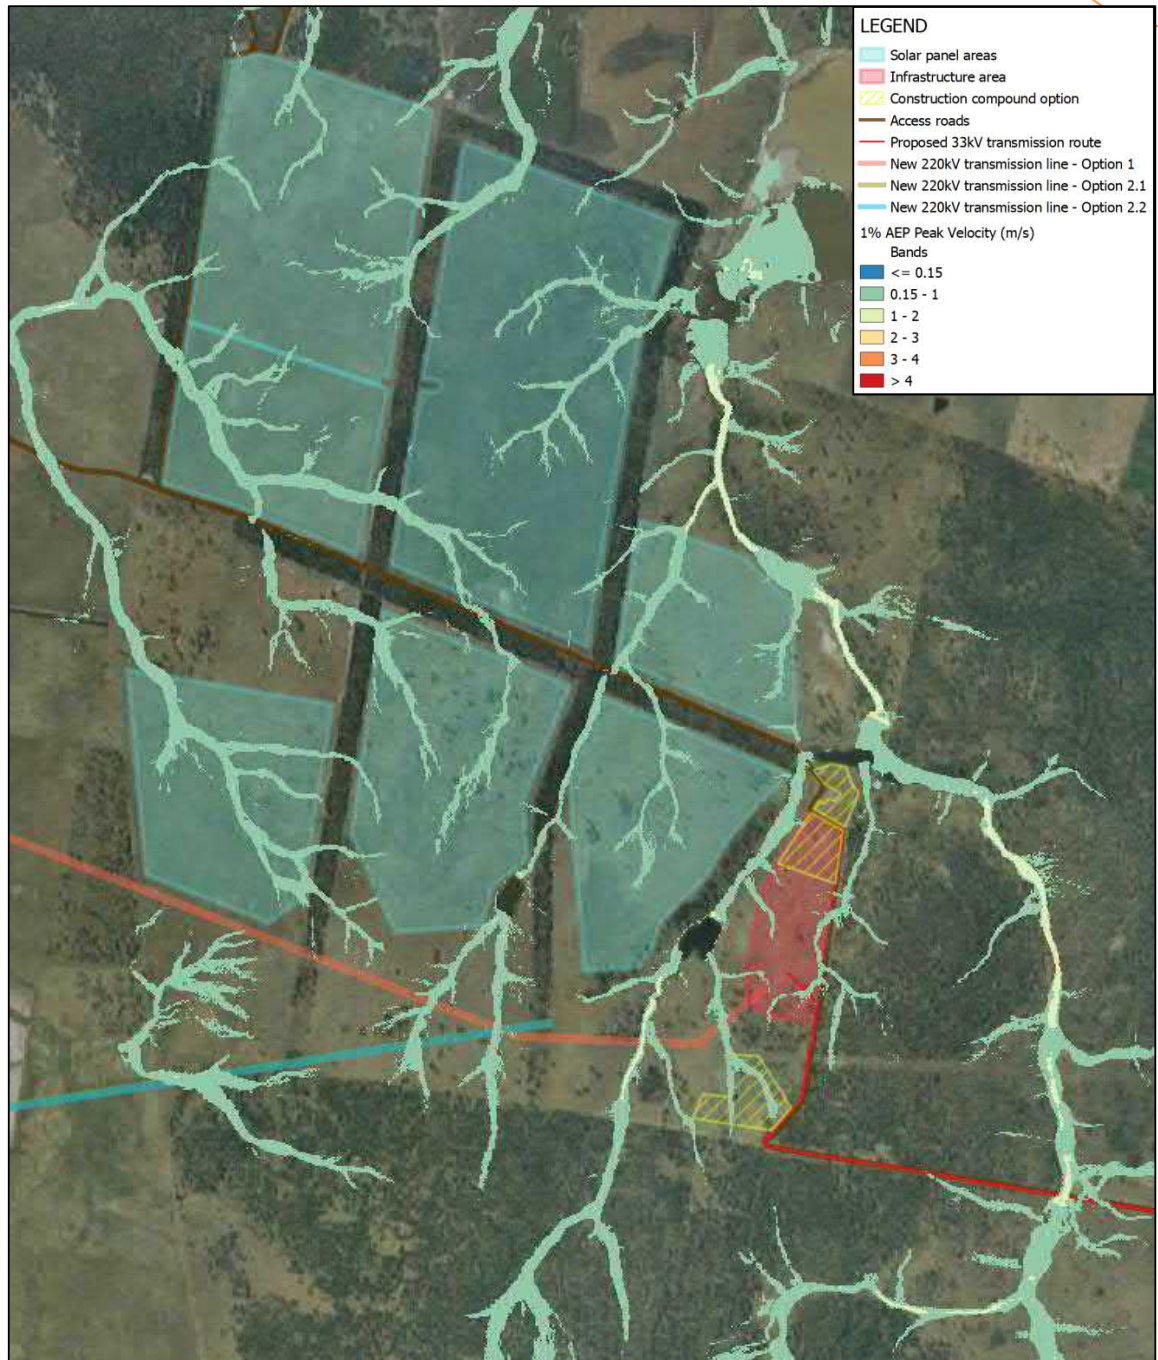 LEGEND
Solar panel areas
Infrastructure area
Construction compound option
Access roads
Proposed 33kV transmission route
New 220kV transmission line - Option 1
New 220kV transmission line - Option 2.1
New 220kV transmission line - Option 2.2
1% AEP Peak Velocity (m/s)
Bands
<= 0.15
0.15 - 1
1 - 2
2 - 3
3 - 4
> 4